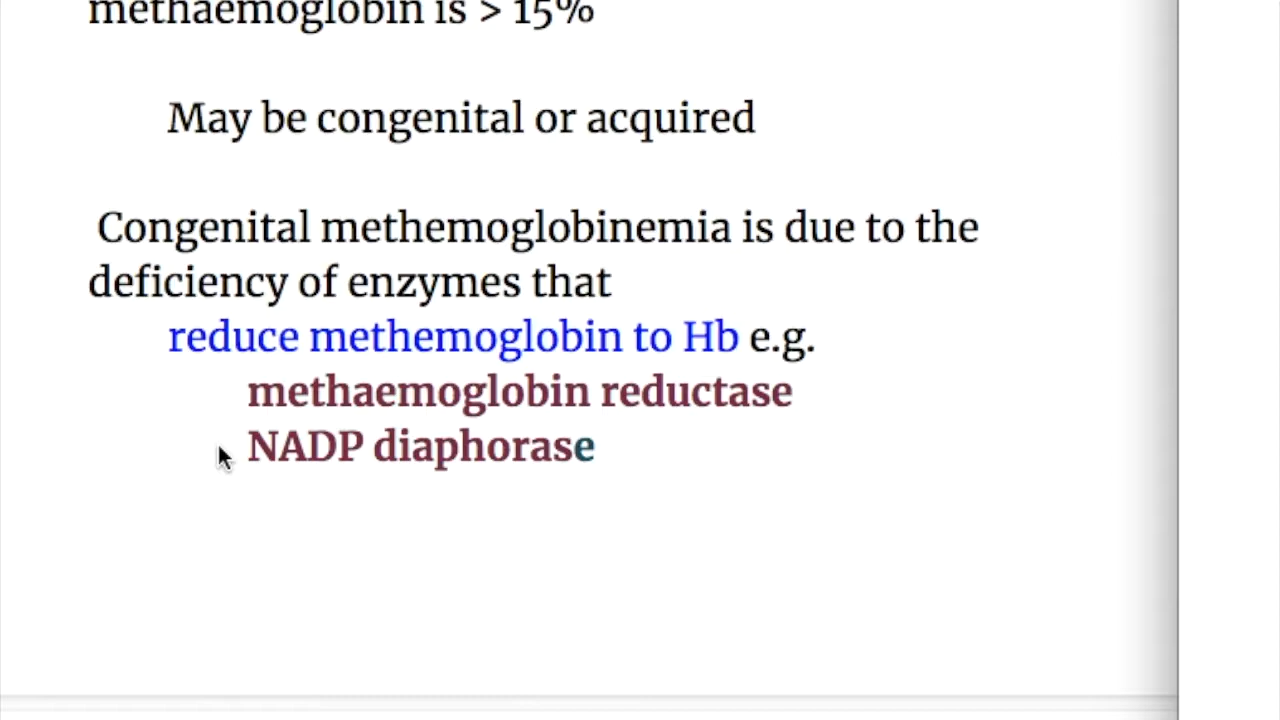 methaemoglobin is > 15%
May be congenital or acquired
Congenital methemoglobinemia is due to the
deficiency of enzymes that
reduce methemoglobin to Hb e.g.
methaemoglobin reductase
NADP diaphorase